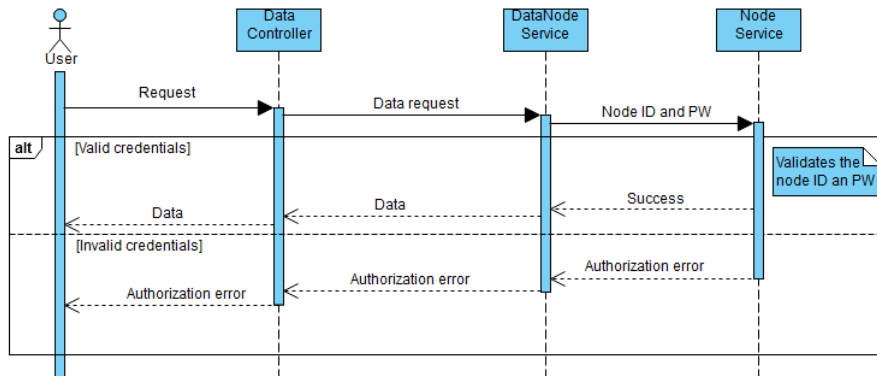 Data
Controller
DataNode
Service
Node
Service
User
Request
Data request
Node ID and PW
alt
[Valid credentials]
Validates the
node ID an PW
Success
Data
Data
[Invalid credentials]
Authorization error
Authorization error
Authorization error